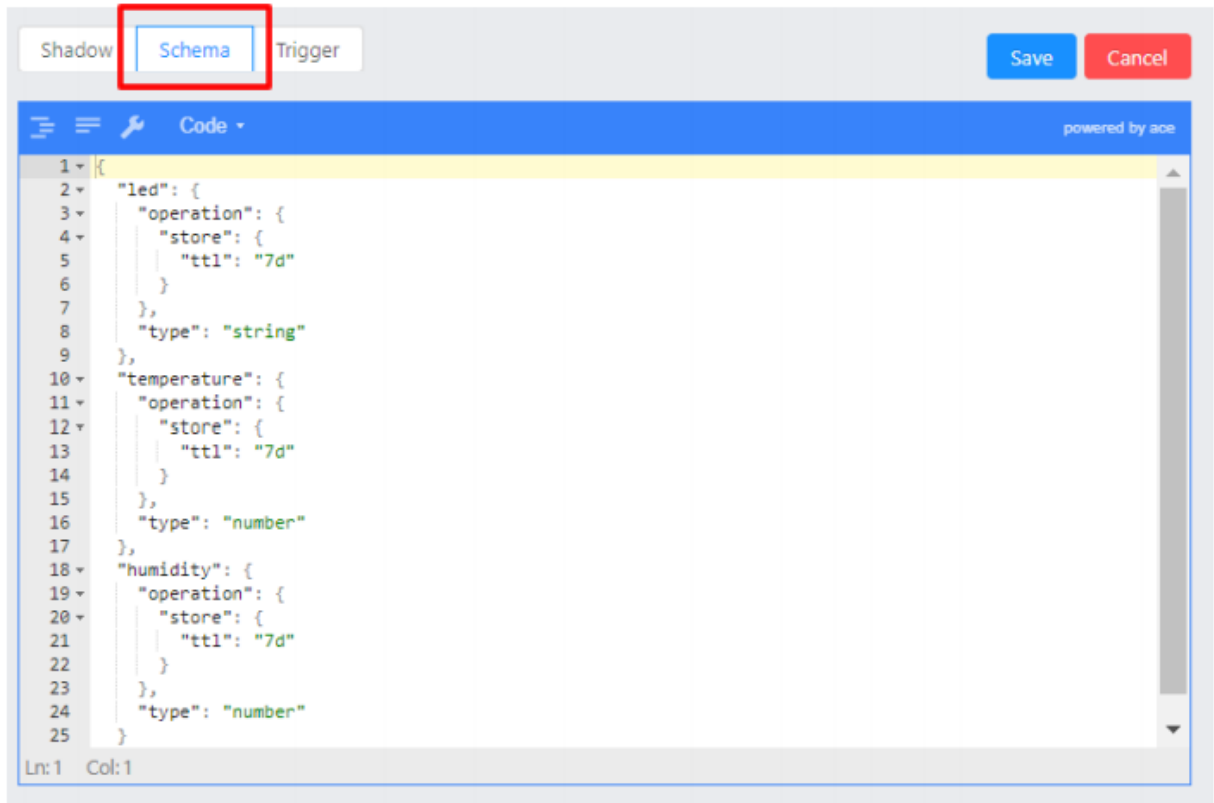 Shadow Schema Trigger Save Cancel
Code powered by ace
1 {
2 "led": {
3 "operation": {
4 "store": {
5 "ttl": "7d"
6 }
7 },
8 "type": "string"
9 },
10 "temperature": {
11 "operation": {
12 "store": {
13 "ttl": "7d"
14 }
15 },
16 "type": "number"
17 },
18 "humidity": {
19 "operation": {
20 "store": {
21 "ttl": "7d"
22 }
23 },
24 "type": "number"
25 }
Ln:1 Col:1